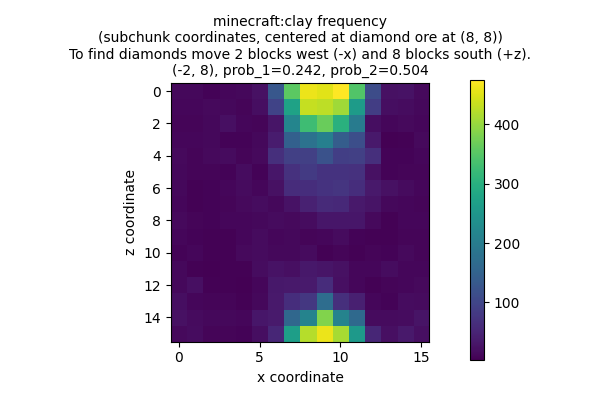 minecraft:clay frequency
(subchunk coordinates, centered at diamond ore at (8, 8))
To find diamonds move 2 blocks west (-x) and 8 blocks south (+z).
(-2, 8), prob_1=0.242, prob_2=0.504
0
2
4
6
8
10
12
14
z coordinate
0
5
10
15
x coordinate
400
300
200
100